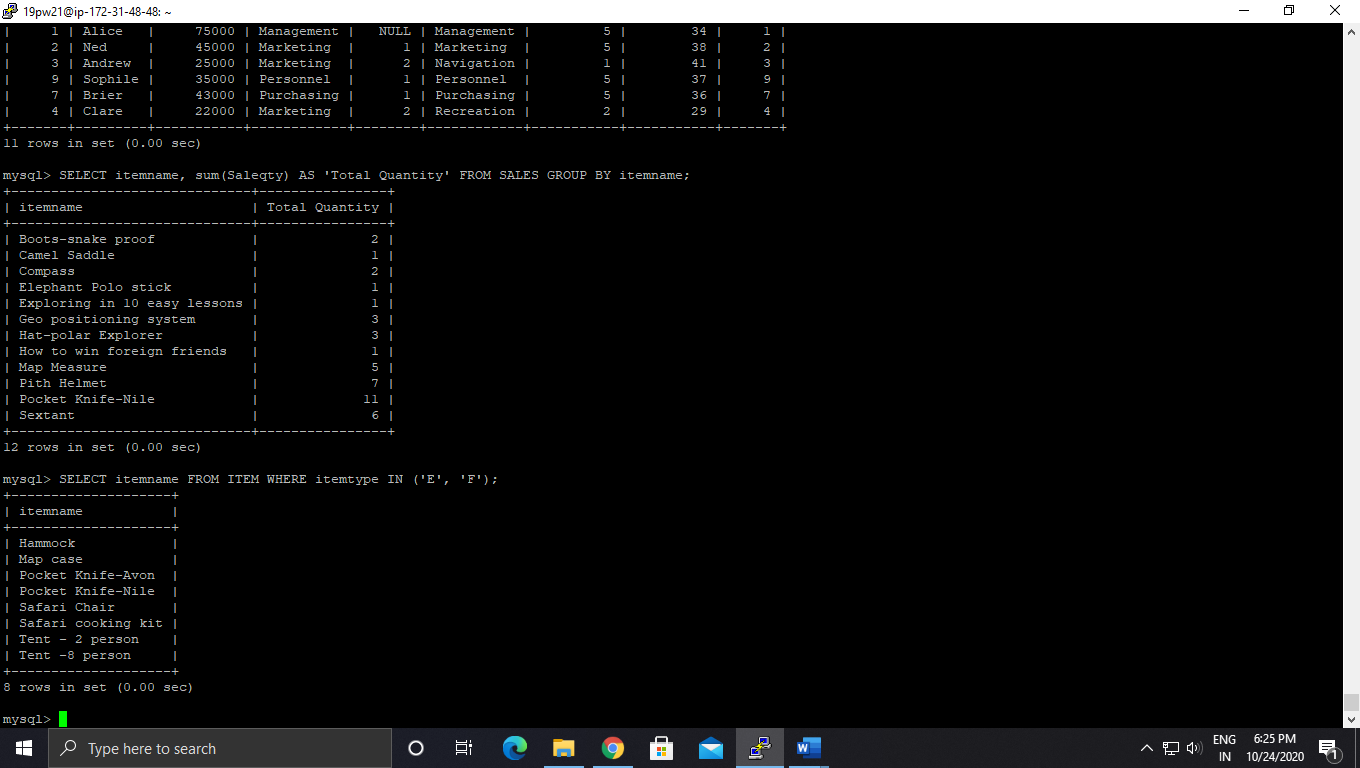 19pw21@ip-172-31-48-48: ~
| 1 | Alice | 75000 | Management | NULL | Management | 5 | 34 | 1 |
| 2 | Ned | 45000 | Marketing | 1 | Marketing | 5 | 38 | 2 |
| 3 | Andrew | 25000 | Marketing | 2 | Navigation | 1 | 41 | 3 |
| 9 | Sophile | 35000 | Personnel | 1 | Personnel | 5 | 37 | 9 |
| 7 | Brier | 43000 | Purchasing | 1 | Purchasing | 5 | 36 | 7 |
| 4 | Clare | 22000 | Marketing | 2 | Recreation | 2 | 29 | 4 |
+-------+---------+-----------+------------+--------+------------+-----------+-----------+-------+
11 rows in set (0.00 sec)
mysql> SELECT itemname, sum(Saleqty) AS 'Total Quantity' FROM SALES GROUP BY itemname;
+------------------------------+----------------+
| itemname | Total Quantity |
+------------------------------+----------------+
| Boots-snake proof | 2 |
| Camel Saddle | 1 |
| Compass | 2 |
| Elephant Polo stick | 1 |
| Exploring in 10 easy lessons | 1 |
| Geo positioning system | 3 |
| Hat-polar Explorer | 3 |
| How to win foreign friends | 1 |
| Map Measure | 5 |
| Pith Helmet | 7 |
| Pocket Knife-Nile | 11 |
| Sextant | 6 |
+------------------------------+----------------+
12 rows in set (0.00 sec)
mysql> SELECT itemname FROM ITEM WHERE itemtype IN ('E', 'F');
+--------------------+
| itemname |
+--------------------+
| Hammock |
| Map case |
| Pocket Knife-Avon |
| Pocket Knife-Nile |
| Safari Chair |
| Safari cooking kit |
| Tent - 2 person |
| Tent -8 person |
+--------------------+
8 rows in set (0.00 sec)
mysql>
Type here to search
ENG
IN
6:25 PM
10/24/2020
1